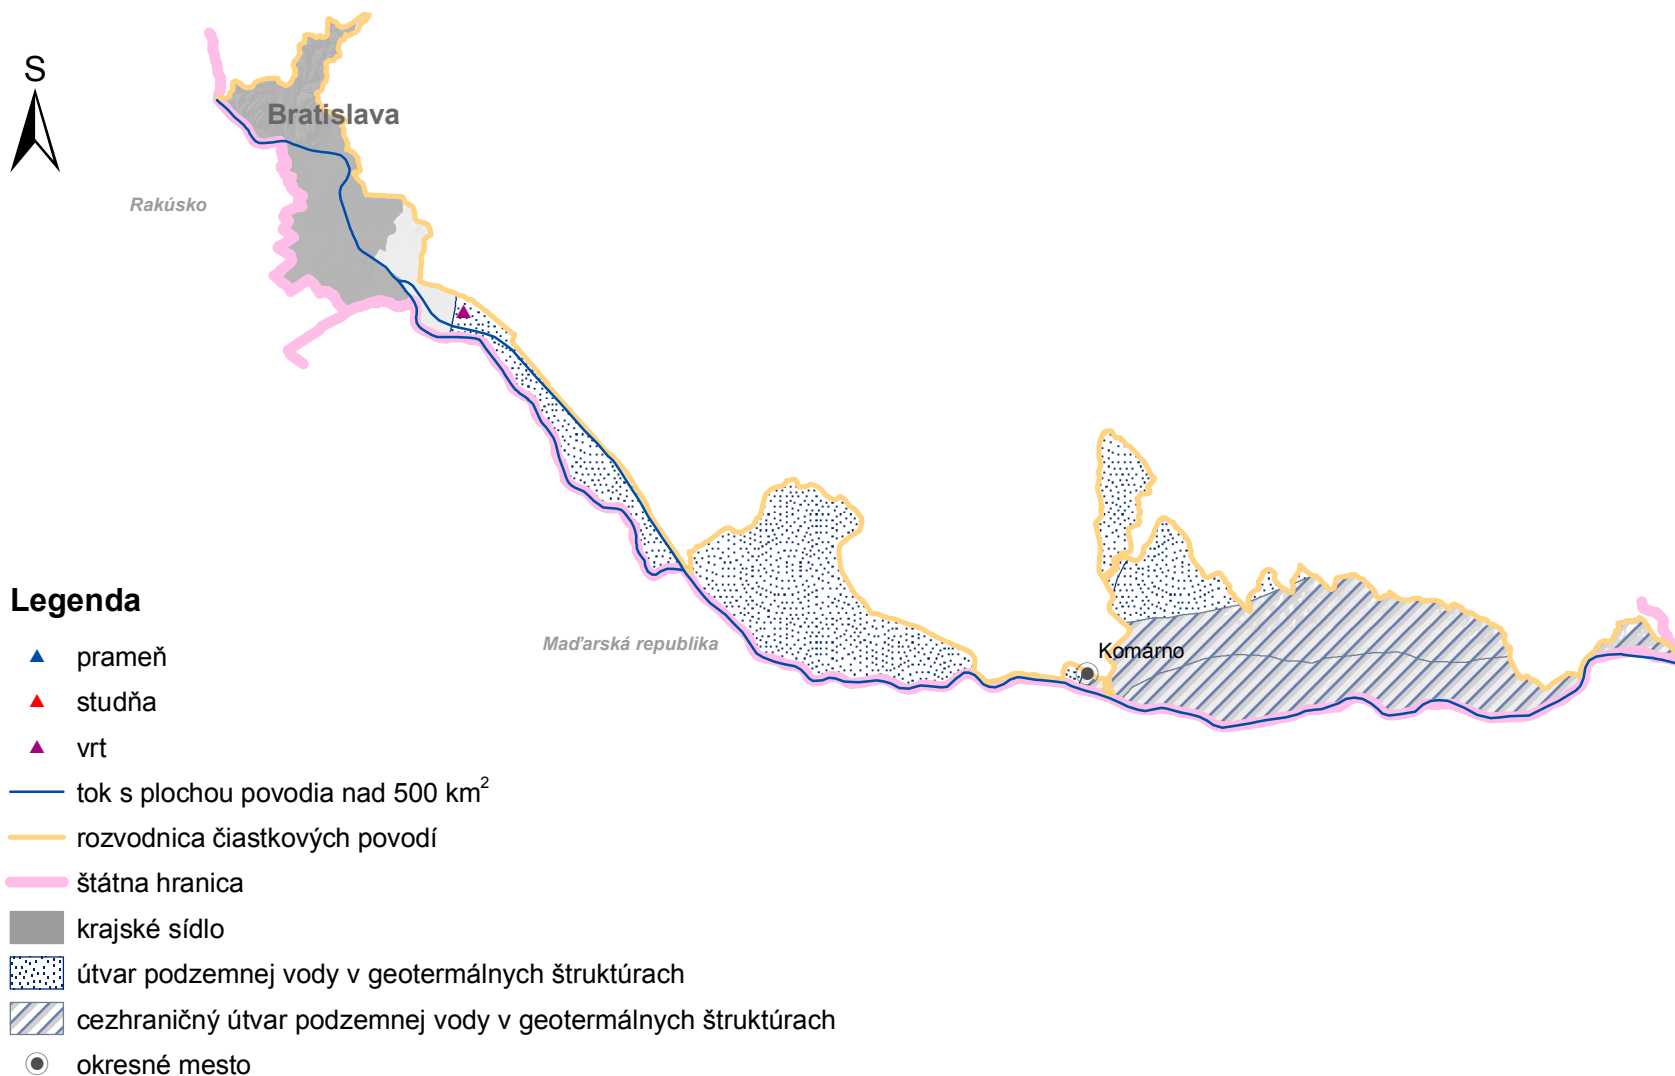 S
Bratislava
Rakúsko
Maďarská republika
Komárno
Legenda
prameň
studňa
vrt
tok s plochou povodia nad 500 km²
rozvodnica čiastkových povodí
štátna hranica
krajské sídlo
útvar podzemnej vody v geotermálnych štruktúrach
cezhraničný útvar podzemnej vody v geotermálnych štruktúrach
okresné mesto